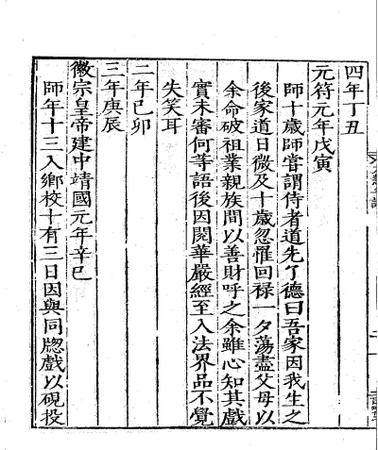 四年丁丑
元符元年戊寅
師十歲師嘗謂侍者道先了德曰吾家因我生之
後家道日微及十歲忽罹回祿一夕蕩盡父母以
余命破祖業親族間以善財呼之余雖心知其戲
實未審何等語後因閱華嚴經至入法界品不覺
失笑耳
二年己卯
三年庚辰
徽宗皇帝建中靖國元年辛巳
師年十三入鄉校十有三日因與同牎戲以硯投